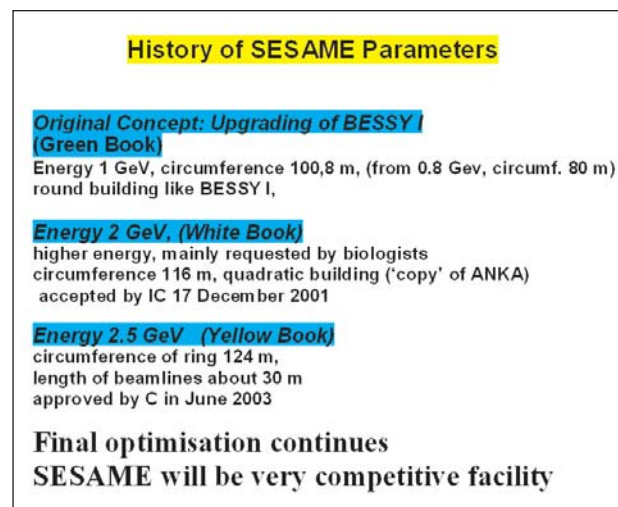 History of SESAME Parameters
Original Concept: Upgrading of BESSY I
(Green Book)
Energy 1 GeV, circumference 100,8 m, (from 0.8 Gev, circumf. 80 m)
round building like BESSY I,
Energy 2 GeV, (White Book)
higher energy, mainly requested by biologists
circumference 116 m, quadratic building (‘copy’ of ANKA)
accepted by IC 17 December 2001
Energy 2.5 GeV (Yellow Book)
circumference of ring 124 m,
length of beamlines about 30 m
approved by C in June 2003
Final optimisation continues
SESAME will be very competitive facility